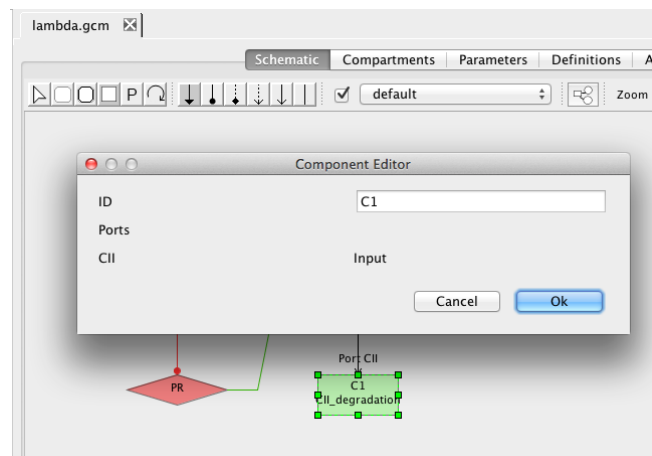 lambda.gcm
Schematic Compartments Parameters Definitions A
P default Zoom
Component Editor
ID C1
Ports
CII Input
Cancel Ok
Port CII
PR C1
CII_degradation